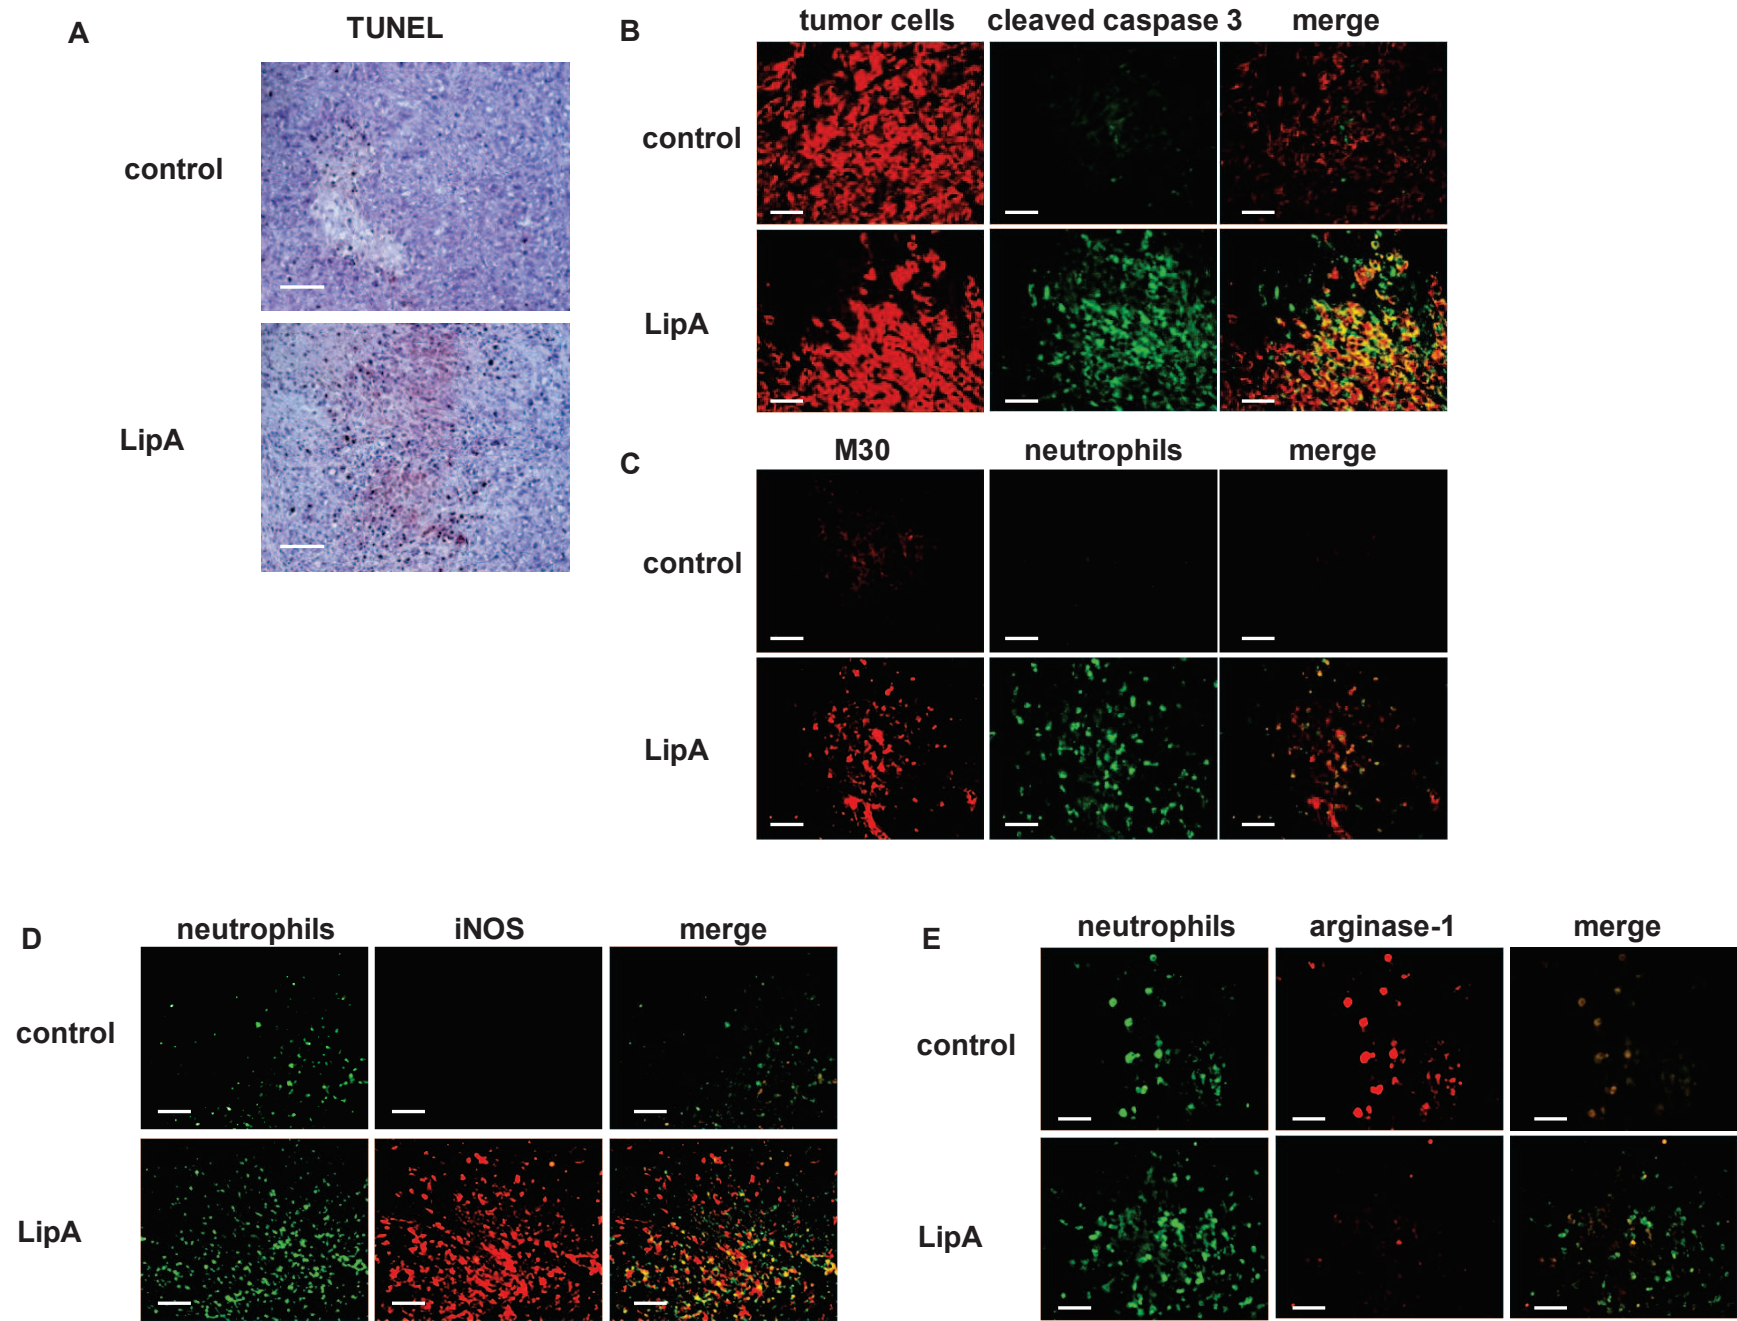 A
TUNEL
control
LipA
B
tumor cells cleaved caspase 3 merge
control
LipA
C
M30 neutrophils merge
control
LipA
D
neutrophils iNOS merge
control
LipA
E
neutrophils arginase-1 merge
control
LipA